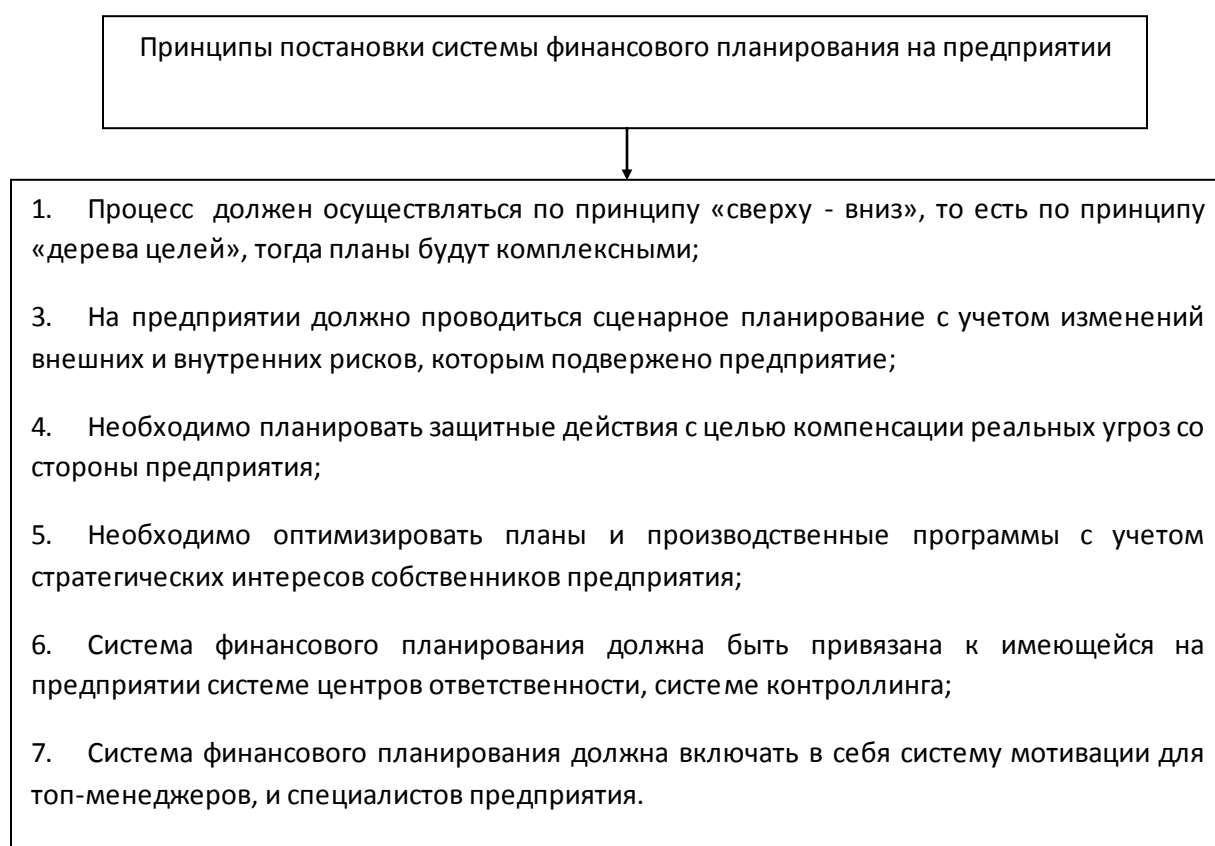 Принципы постановки системы финансового планирования на предприятии
1. Процесс должен осуществляться по принципу «сверху - вниз», то есть по принципу
«дерева целей», тогда планы будут комплексными;
3. На предприятии должно проводиться сценарное планирование с учетом изменений
внешних и внутренних рисков, которым подвержено предприятие;
4. Необходимо планировать защитные действия с целью компенсации реальных угроз со
стороны предприятия;
5. Необходимо оптимизировать планы и производственные программы с учетом
стратегических интересов собственников предприятия;
6. Система финансового планирования должна быть привязана к имеющейся на
предприятии системе центров ответственности, системе контроллинга;
7. Система финансового планирования должна включать в себя систему мотивации для
топ-менеджеров, и специалистов предприятия.